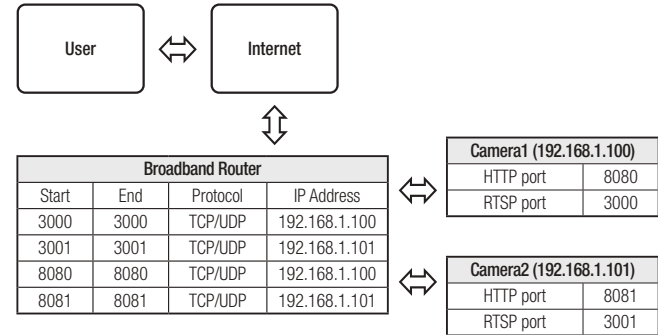 User
Internet
Broadband Router
Start End Protocol IP Address
3000 3000 TCP/UDP 192.168.1.100
3001 3001 TCP/UDP 192.168.1.101
8080 8080 TCP/UDP 192.168.1.100
8081 8081 TCP/UDP 192.168.1.101
Camera1 (192.168.1.100)
HTTP port 8080
RTSP port 3000
Camera2 (192.168.1.101)
HTTP port 8081
RTSP port 3001